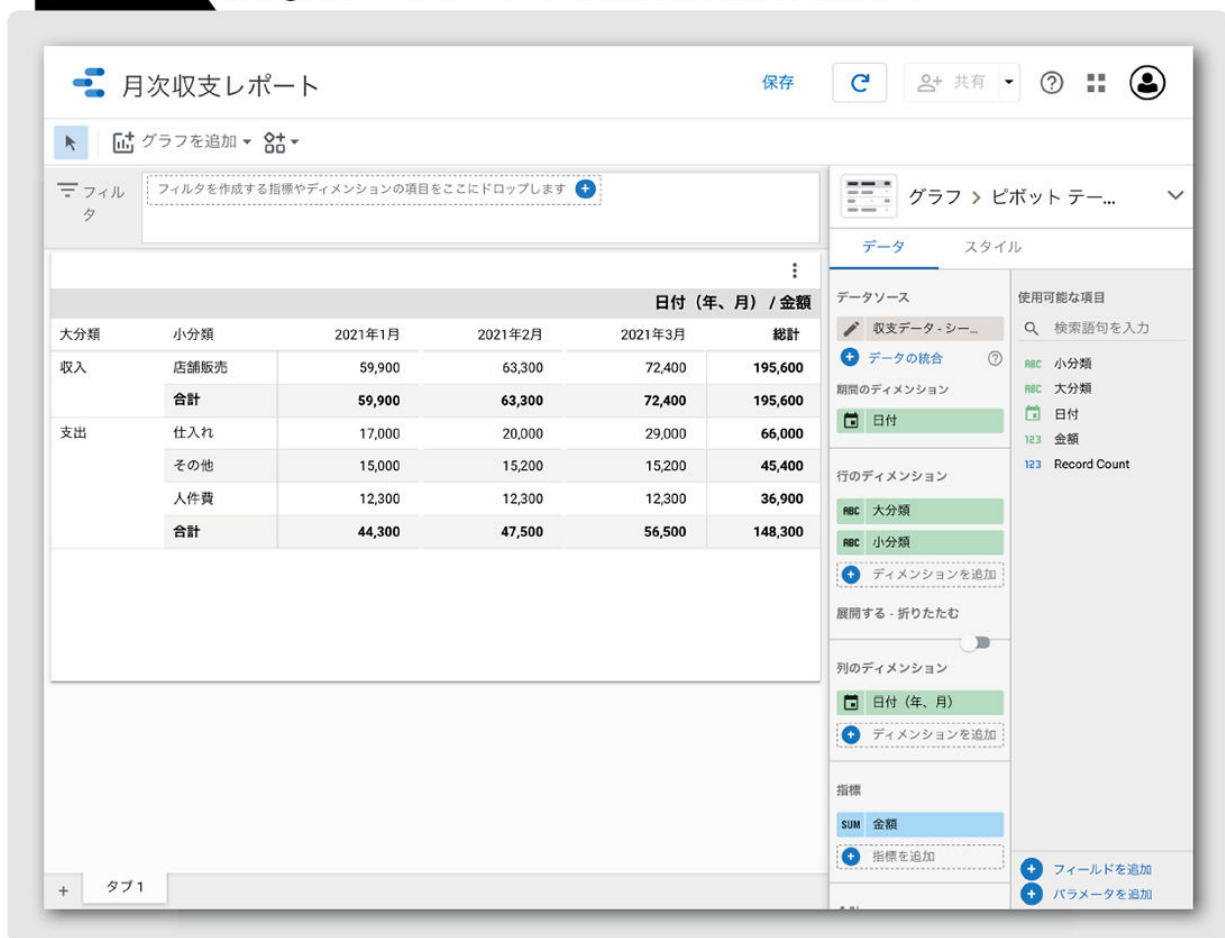 月次収支レポート
保存
共有
グラフを追加
フィルタ
フィルタを作成する指標やディメンションの項目をここにドロップします
日付（年、月） / 金額
大分類 小分類 2021年1月 2021年2月 2021年3月 総計
収入 店舗販売 59,900 63,300 72,400 195,600
合計 59,900 63,300 72,400 195,600
支出 仕入れ 17,000 20,000 29,000 66,000
その他 15,000 15,200 15,200 45,400
人件費 12,300 12,300 12,300 36,900
合計 44,300 47,500 56,500 148,300
+ タブ 1
グラフ > ピボット テー...
データ スタイル
データソース
収支データ - シー...
データの統合
期間のディメンション
日付
行のディメンション
ABC 大分類
ABC 小分類
ディメンションを追加
展開する - 折りたたむ
列のディメンション
日付（年、月）
ディメンションを追加
指標
SUM 金額
指標を追加
使用可能な項目
検索語句を入力
ABC 小分類
ABC 大分類
日付
123 金額
123 Record Count
フィールドを追加
パラメータを追加